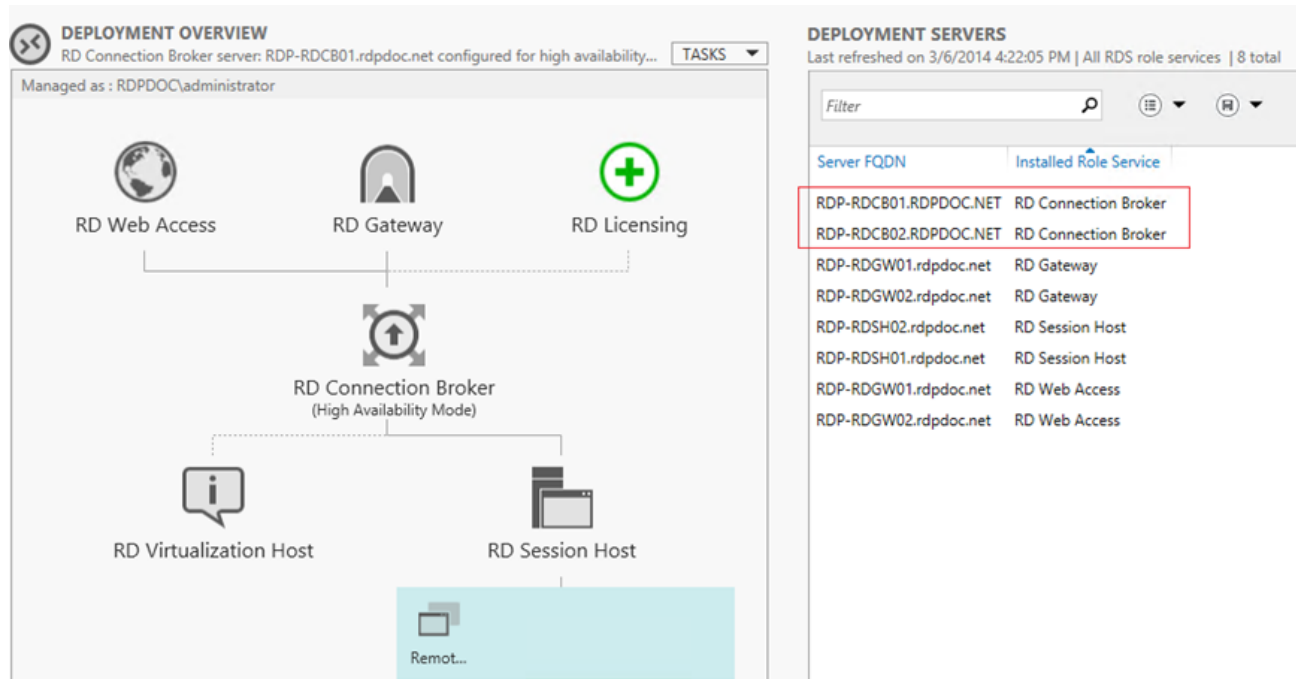 DEPLOYMENT OVERVIEW
RD Connection Broker server: RDP-RDCB01.rdpdoc.net configured for high availability...
TASKS
Managed as : RDPDOC\administrator
RD Web Access
RD Gateway
RD Licensing
RD Connection Broker
(High Availability Mode)
RD Virtualization Host
RD Session Host
Remot...
DEPLOYMENT SERVERS
Last refreshed on 3/6/2014 4:22:05 PM | All RDS role services | 8 total
Filter
Server FQDN Installed Role Service
RDP-RDCB01.RDPDOC.NET RD Connection Broker
RDP-RDCB02.RDPDOC.NET RD Connection Broker
RDP-RDGW01.rdpdoc.net RD Gateway
RDP-RDGW02.rdpdoc.net RD Gateway
RDP-RDSH02.rdpdoc.net RD Session Host
RDP-RDSH01.rdpdoc.net RD Session Host
RDP-RDGW01.rdpdoc.net RD Web Access
RDP-RDGW02.rdpdoc.net RD Web Access